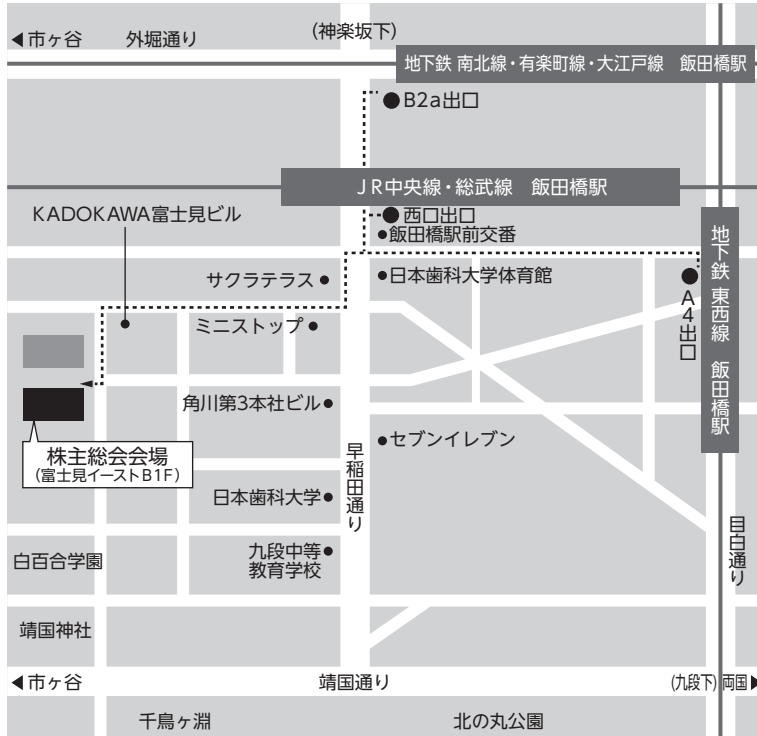 (神楽坂下)
◀市ヶ谷 外堀通り
地下鉄 南北線・有楽町線・大江戸線 飯田橋駅
●B2a出口
JR中央線・総武線 飯田橋駅
KADOKAWA富士見ビル
●西口出口
●飯田橋駅前交番
地下鉄 東西線 飯田橋駅
サクラテラス●
●日本歯科大学体育館
A4出口
ミニストップ●
角川第3本社ビル●
●セブンイレブン
株主総会会場
(富士見イーストB1F)
早稲田通り
日本歯科大学●
目白通り
白百合学園
九段中等●
教育学校
靖国神社
◀市ヶ谷
靖国通り
(九段下)両国▶
千鳥ヶ淵
北の丸公園